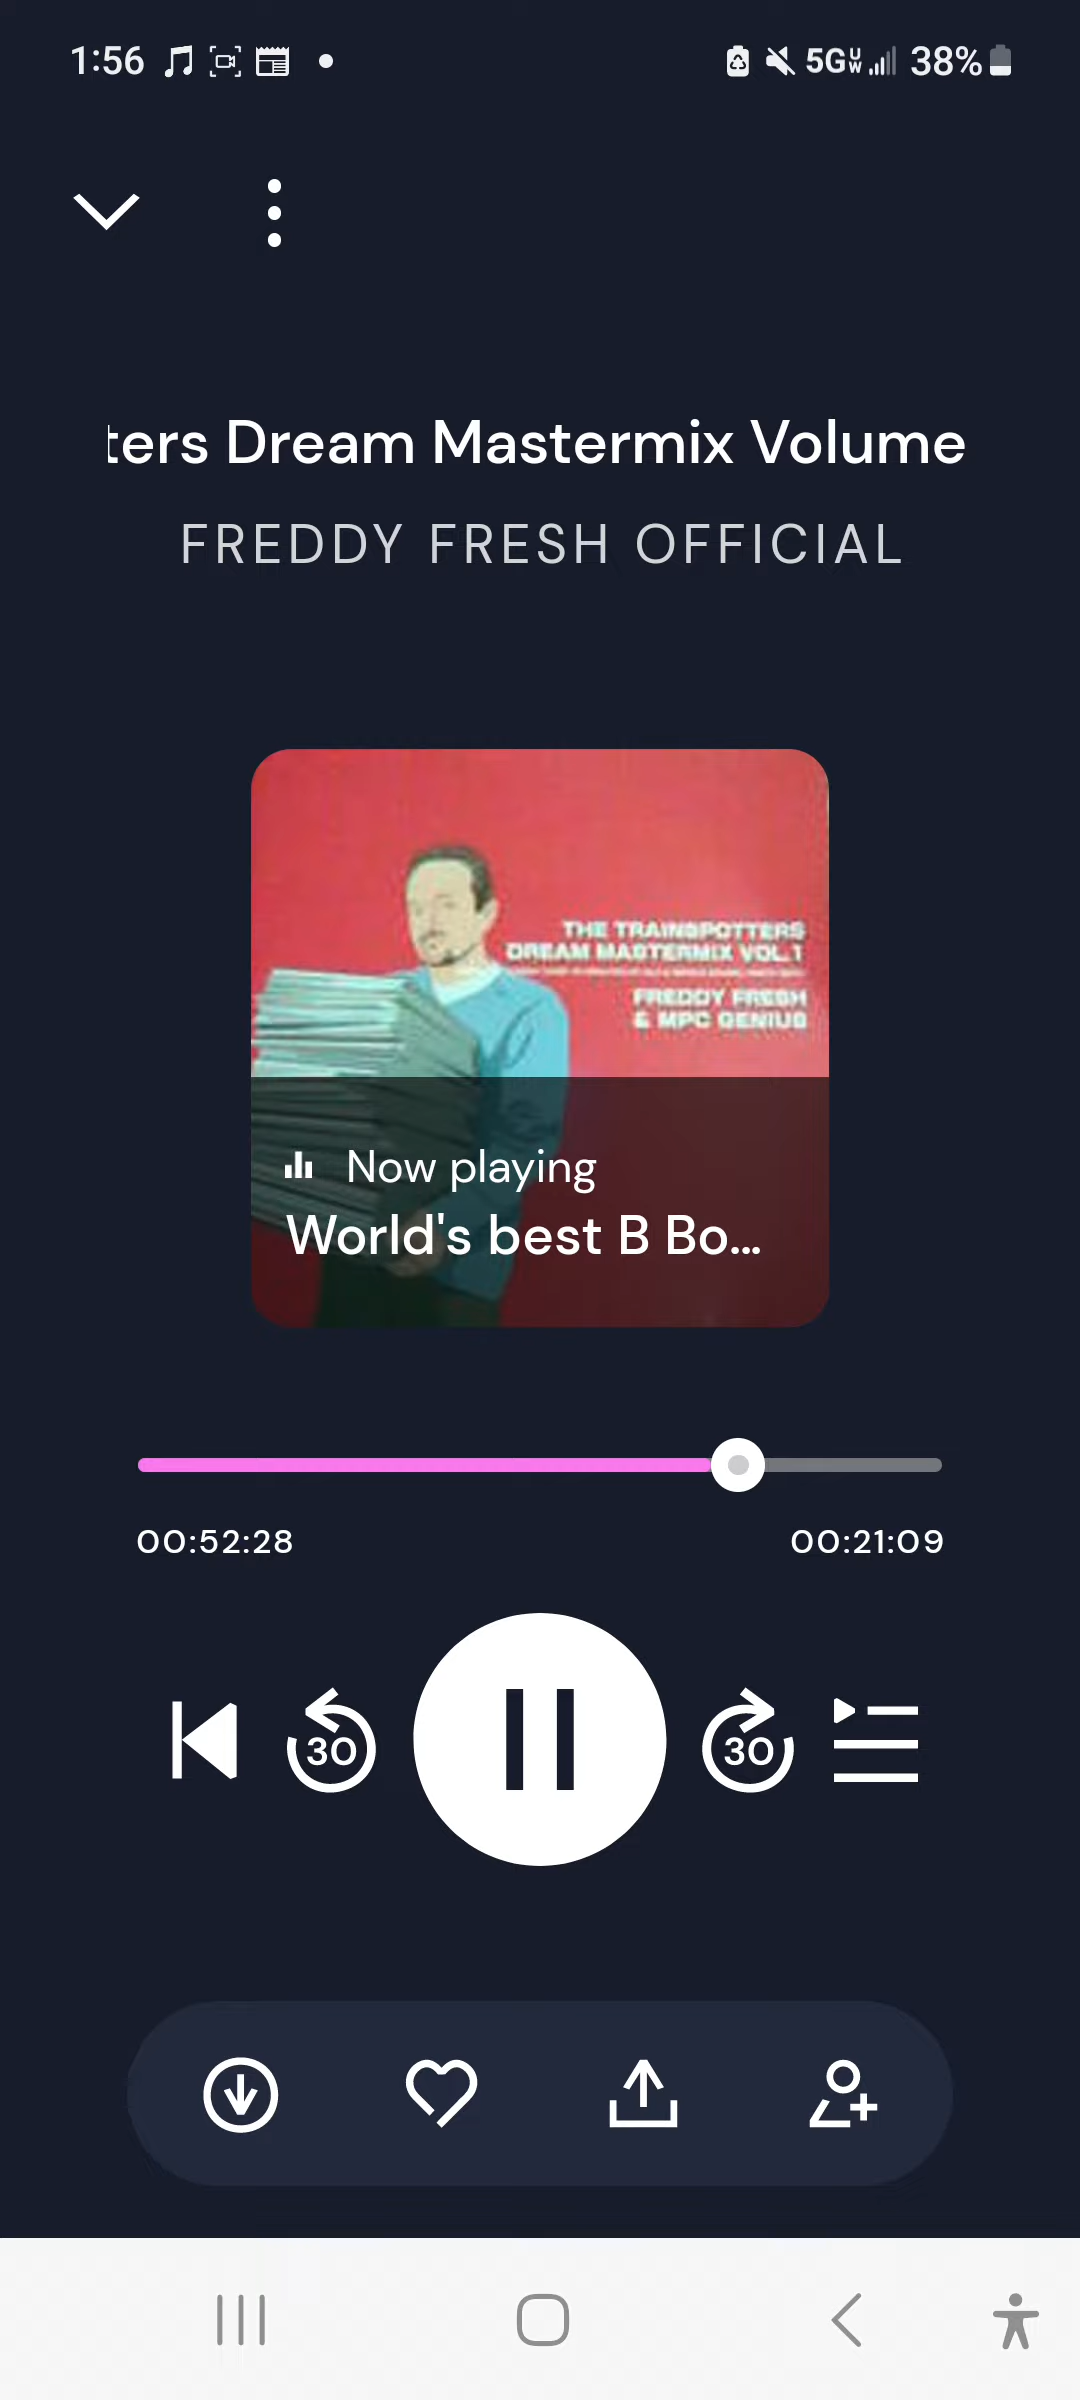 1:56
5G UW 38%
ters Dream Mastermix Volume
FREDDY FRESH OFFICIAL
THE TRAINSPOTTERS
DREAM MASTERMIX VOL.1
FREDDY FRESH
& MPC GENIUS
Now playing
World's best B Bo...
00:52:28
00:21:09
30
30